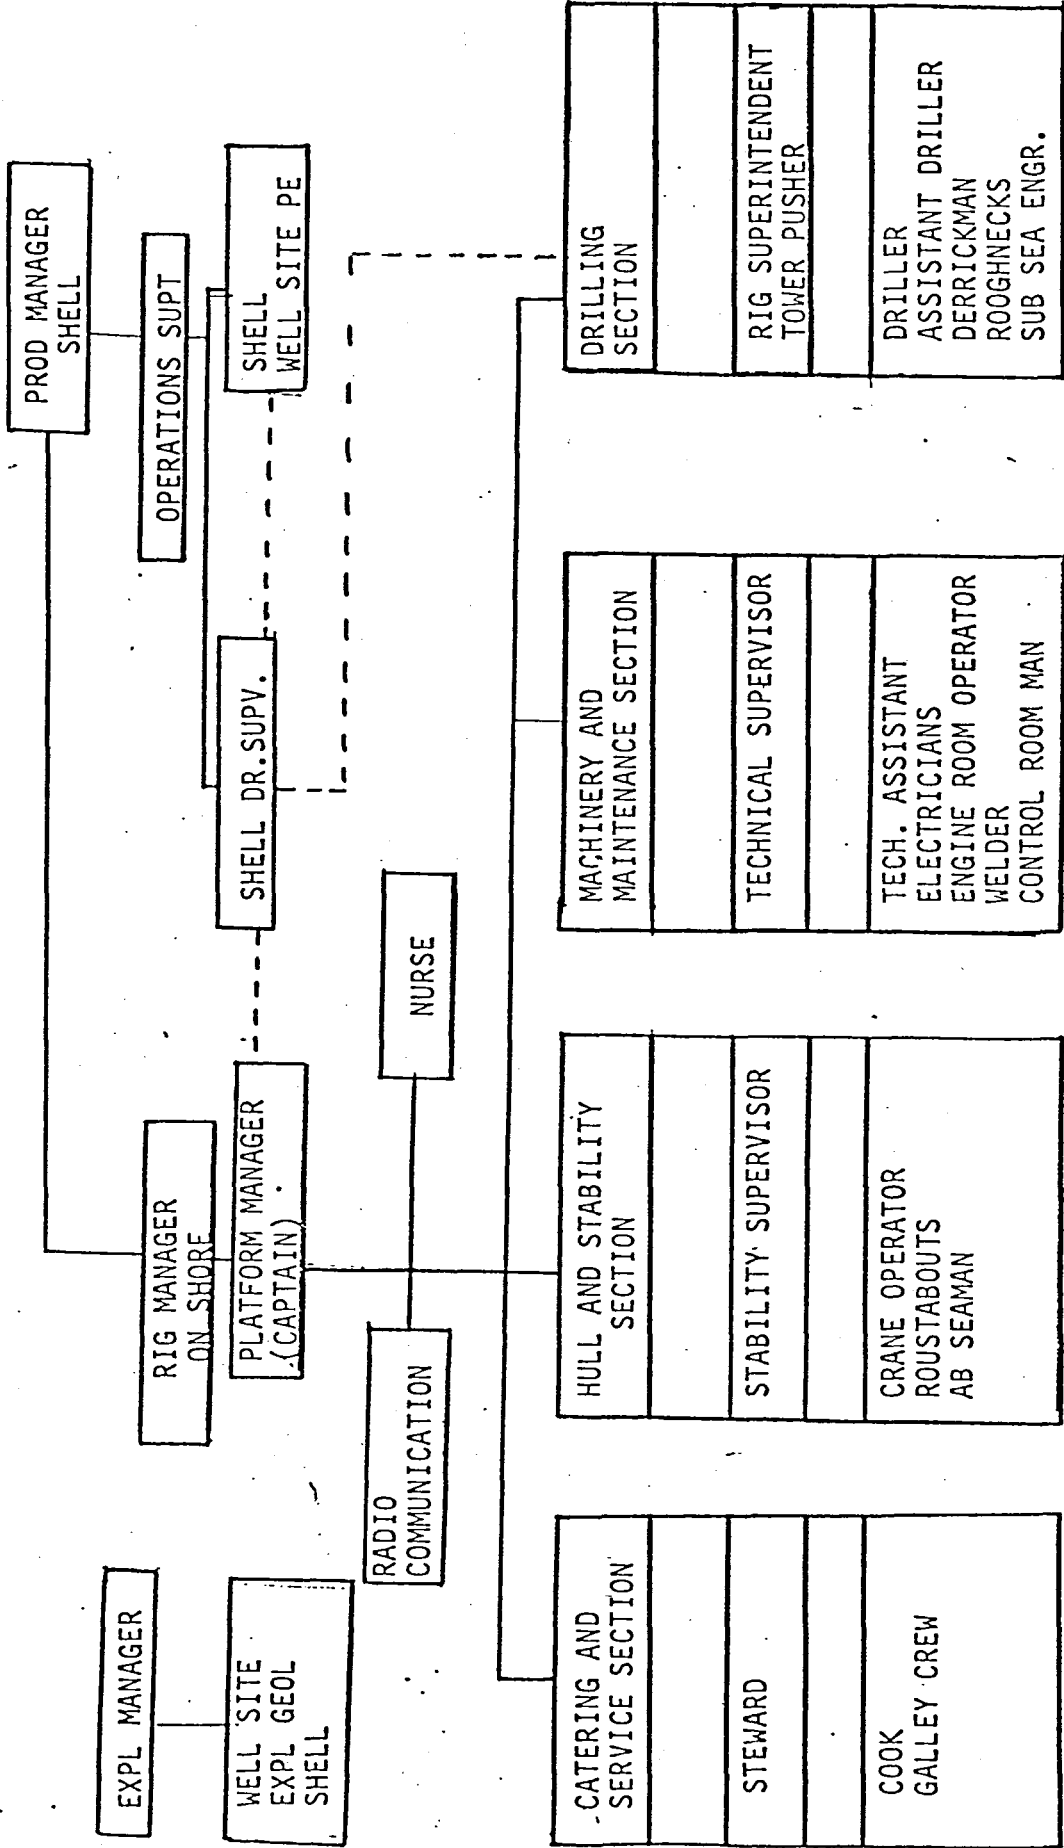 PROD MANAGER
SHELL
OPERATIONS SUPT
SHELL
WELL SITE PE
SHELL DR.SUPV.
RIG MANAGER
ON SHORE
PLATFORM MANAGER
(CAPTAIN)
EXPL MANAGER
WELL SITE
EXPL GEOL
SHELL
RADIO
COMMUNICATION
NURSE
CATERING AND
SERVICE SECTION
STEWARD
COOK
GALLEY CREW
HULL AND STABILITY
SECTION
STABILITY SUPERVISOR
CRANE OPERATOR
ROUSTABOUTS
AB SEAMAN
MACHINERY AND
MAINTENANCE SECTION
TECHNICAL SUPERVISOR
TECH. ASSISTANT
ELECTRICIANS
ENGINE ROOM OPERATOR
WELDER
CONTROL ROOM MAN
DRILLING
SECTION
RIG SUPERINTENDENT
TOWER PUSHER
DRILLER
ASSISTANT DRILLER
DERRICKMAN
ROOGHNECKS
SUB SEA ENGR.